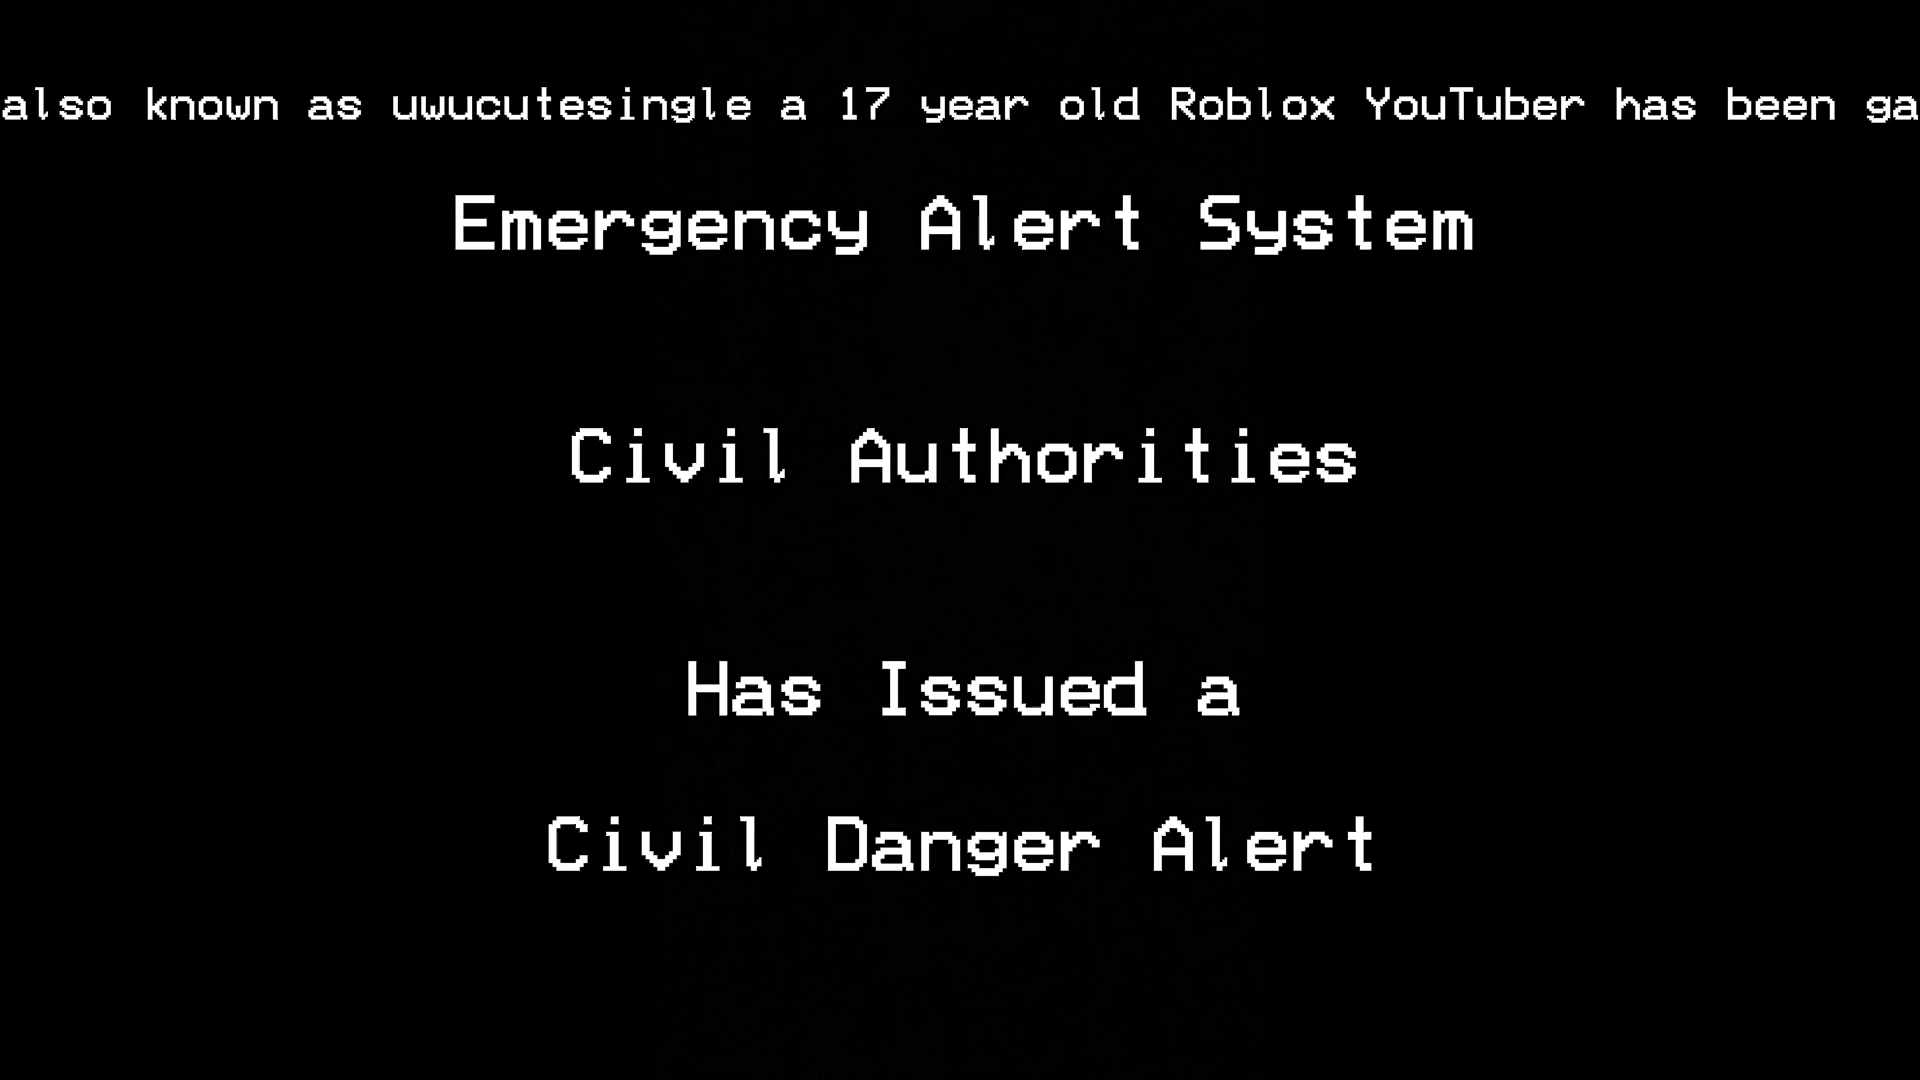 also known as uwucutesingle a 17 year old Roblox YouTuber has been ga
Emergency Alert System
Civil Authorities
Has Issued a
Civil Danger Alert